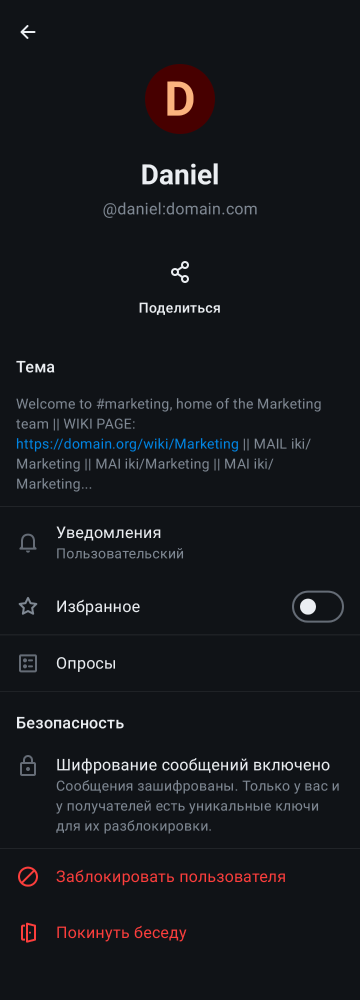 D
Daniel
@daniel:domain.com
Поделиться
Тема
Welcome to #marketing, home of the Marketing
team || WIKI PAGE:
https://domain.org/wiki/Marketing || MAIL iki/
Marketing || MAI iki/Marketing || MAI iki/
Marketing...
Уведомления
Пользовательский
Избранное
Опросы
Безопасность
Шифрование сообщений включено
Сообщения зашифрованы. Только у вас и
у получателей есть уникальные ключи
для их разблокировки.
Заблокировать пользователя
Покинуть беседу